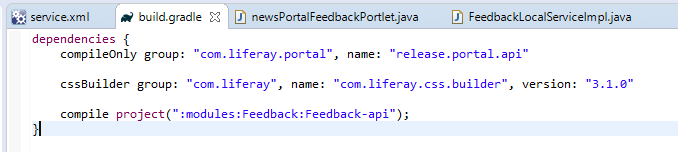 service.xml build.gradle newsPortalFeedbackPortlet.java FeedbackLocalServiceImpl.java
dependencies {
compileOnly group: "com.liferay.portal", name: "release.portal.api"
cssBuilder group: "com.liferay", name: "com.liferay.css.builder", version: "3.1.0"
compile project(":modules:Feedback:Feedback-api");
}